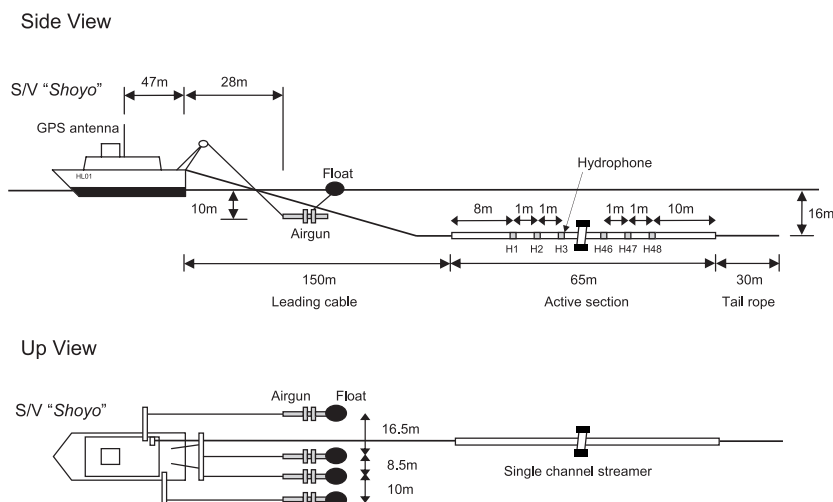 Side View
S/V “Shoyo”
47m
28m
GPS antenna
HL01
Float
Hydrophone
10m
Airgun
8m
1m
1m
1m
1m
10m
16m
H1
H2
H3
H46
H47
H48
150m
65m
30m
Leading cable
Active section
Tail rope
Up View
S/V “Shoyo”
Airgun
Float
16.5m
8.5m
10m
Single channel streamer